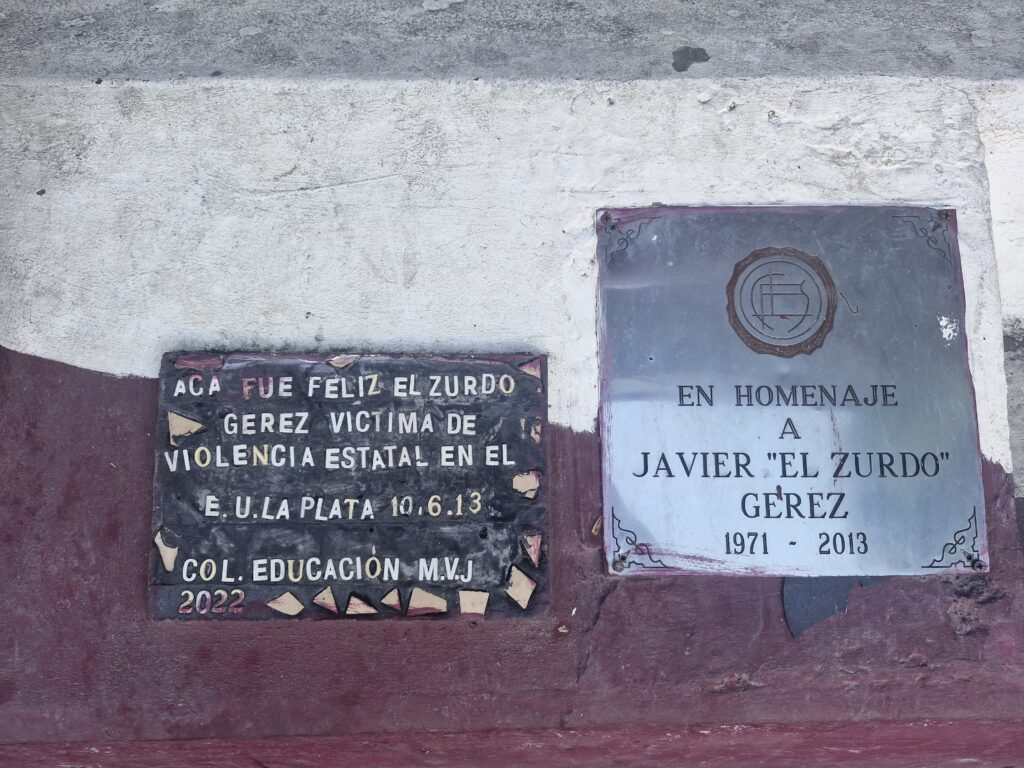 ACA FUE FELIZ EL ZURDO
GEREZ VICTIMA DE
VIOLENCIA ESTATAL EN EL
E.U.LA PLATA 10.6.13
COL. EDUCACIÓN M.V.J
2022
EN HOMENAJE
A
JAVIER "EL ZURDO"
GEREZ
1971 - 2013